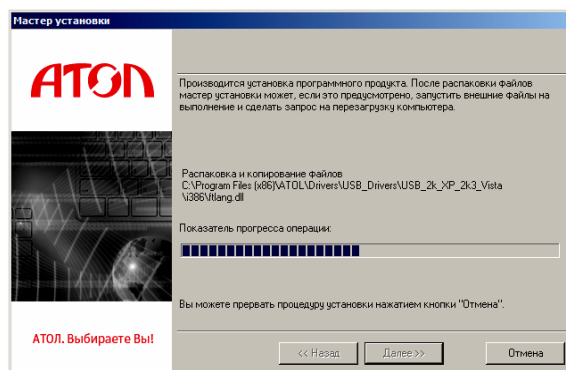 Мастер установки
АТОЛ
Производится установка программного продукта. После распаковки файлов
мастер установки может, если это предусмотрено, запустить внешние файлы на
выполнение и сделать запрос на перезагрузку компьютера.
Распаковка и копирование файлов
C:\Program Files (x86)\ATOL\Drivers\USB_Drivers\USB_2k_XP_2k3_Vista
\i386\ftlang.dll
Показатель прогресса операции:
Вы можете прервать процедуру установки нажатием кнопки "Отмена".
АТОЛ. Выбираете Вы!
<< Назад
Далее >>
Отмена